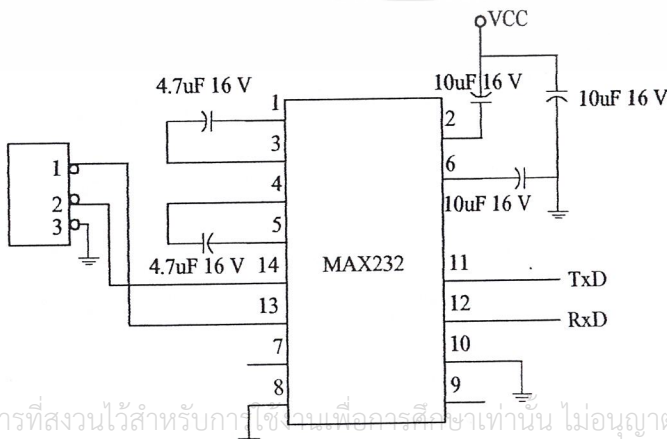 VCC
4.7uF 16 V
10uF 16 V
10uF 16 V
1
3
4
5
14
13
7
8
2
6
11
12
10
9
1
2
3
10uF 16 V
4.7uF 16 V
MAX232
TxD
RxD
ารที่สงวนไว้สำหรับการใช้งานเพื่อการศึกษาเท่านั้น ไม่อนุญาต